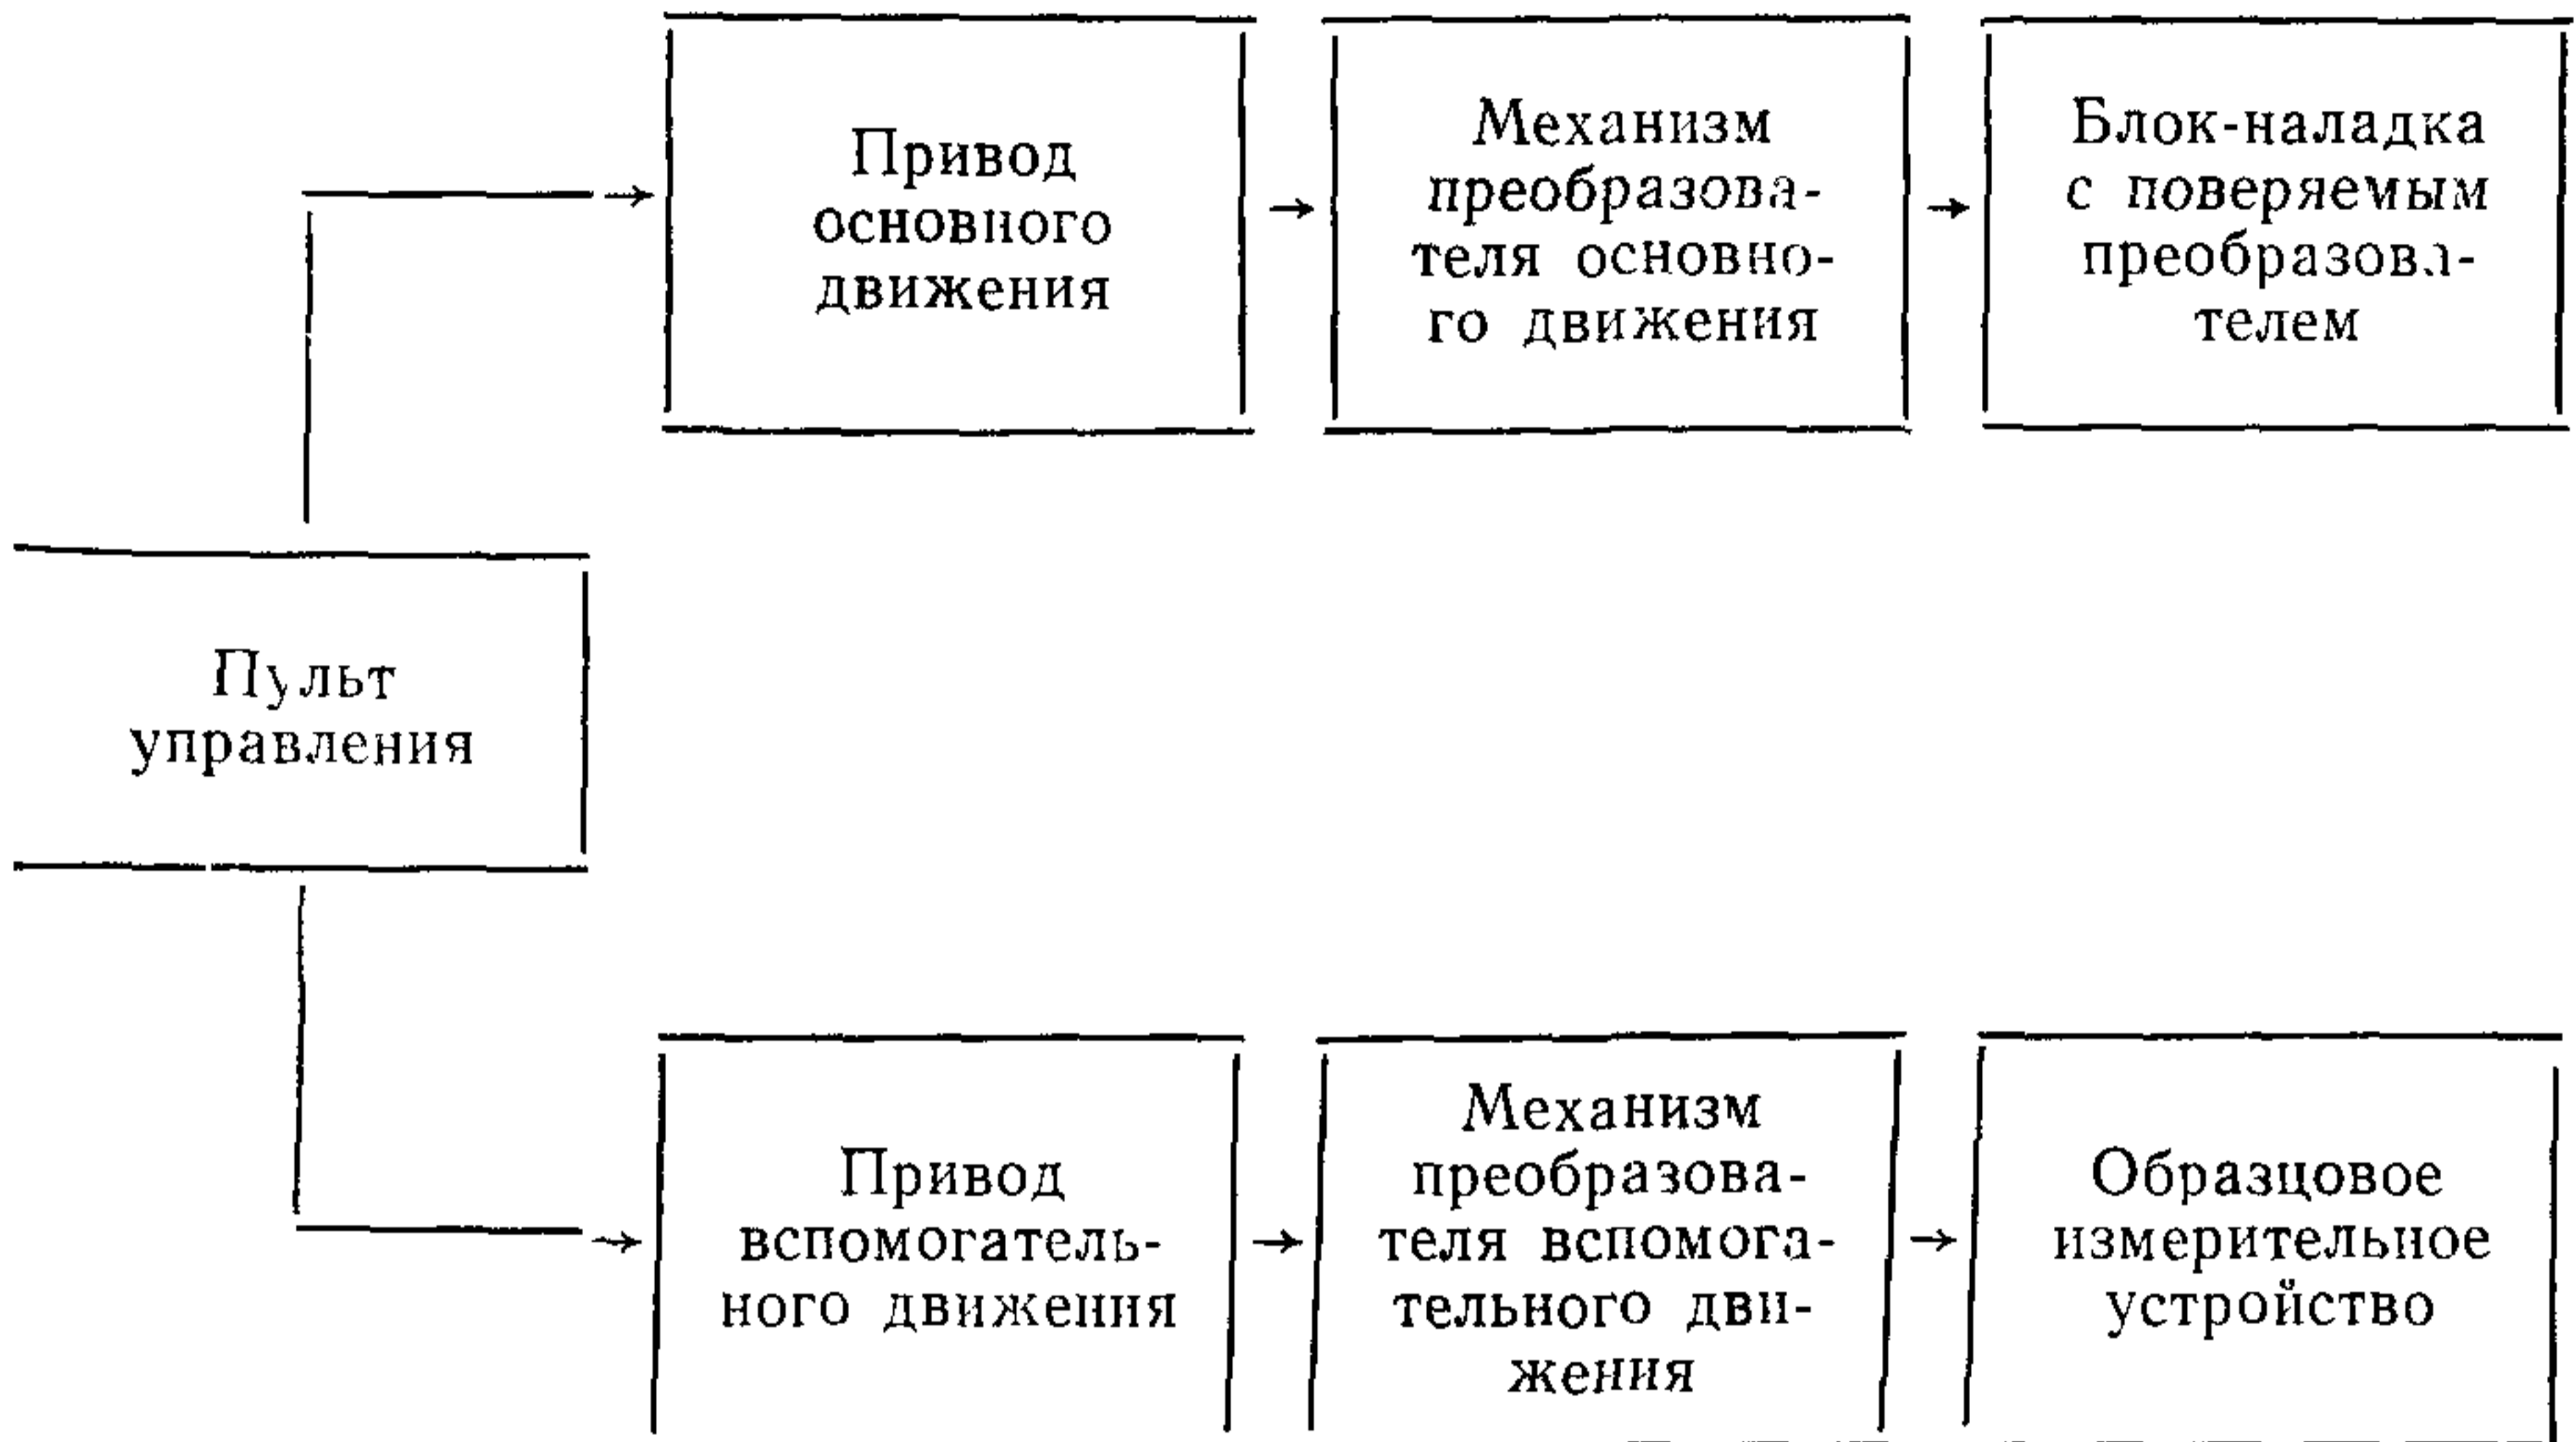 Привод
основного
движения
Механизм
преобразова-
теля основно-
го движения
Блок-наладка
с поверяемым
преобразова-
телем
Пульт
управления
Привод
вспомогатель-
ного движения
Механизм
преобразова-
теля вспомога-
тельного дви-
жения
Образцовое
измерительное
устройство